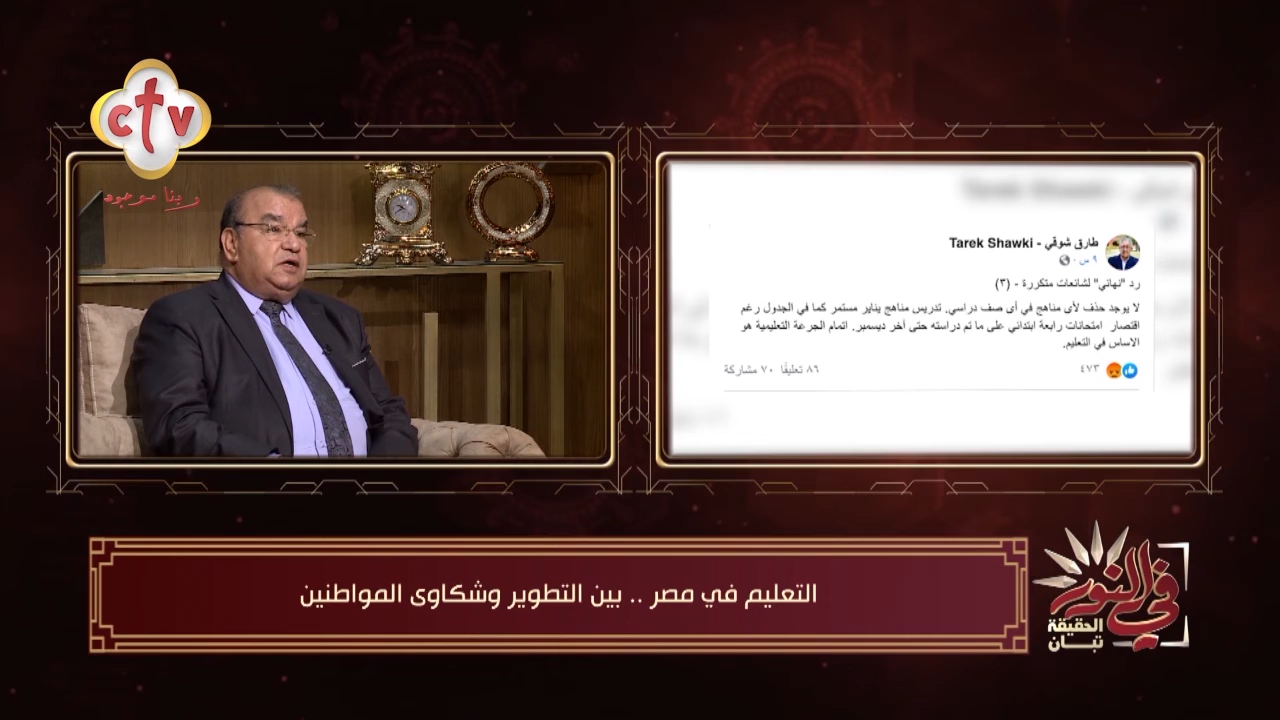 ctv
ربنا موجود
Tarek Shawki - طارق شوقي
٩ س
رد "نهائي" لشائعات متكررة - (٣)
لا يوجد حذف لأى مناهج في أى صف دراسي. تدريس مناهج يناير مستمر كما في الجدول رغم
اقتصار امتحانات رابعة ابتدائي على ما تم دراسته حتى أخر ديسمبر. اتمام الجرعة التعليمية هو
الاساس في التعليم.
٤٧٣
٨٦ تعليقًا ٧٠ مشاركة
التعليم في مصر .. بين التطوير وشكاوى المواطنين
في النور
الحقيقة
تبان